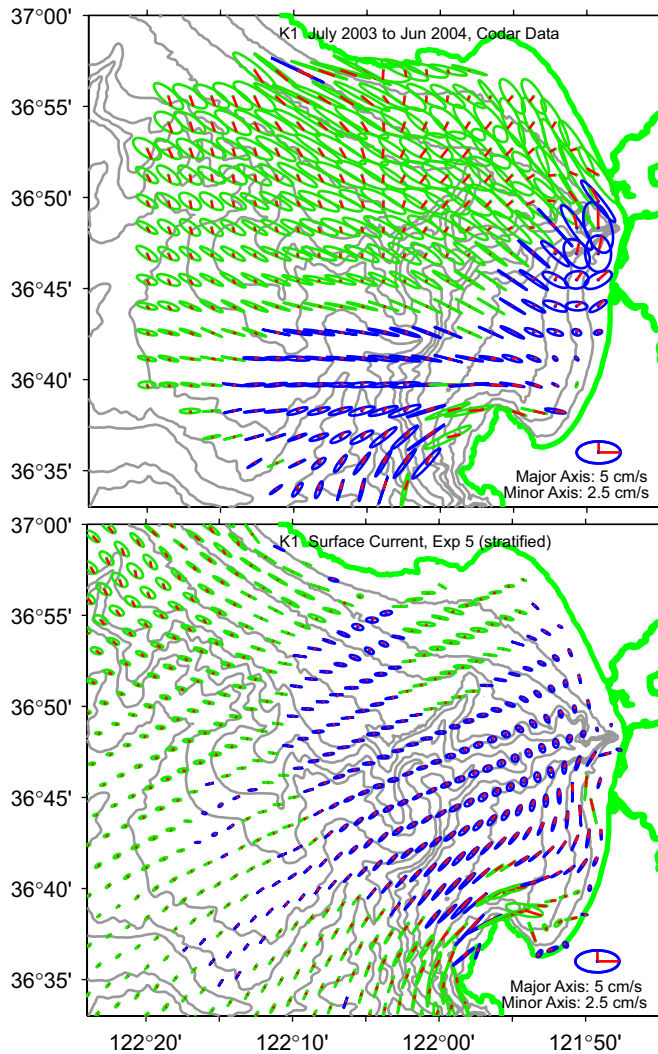 37°00'
K1 July 2003 to Jun 2004, Codar Data
36°55'
36°50'
36°45'
36°40'
36°35'
Major Axis: 5 cm/s
Minor Axis: 2.5 cm/s
37°00'
K1 Surface Current, Exp 5 (stratified)
36°55'
36°50'
36°45'
36°40'
36°35'
Major Axis: 5 cm/s
Minor Axis: 2.5 cm/s
122°20' 122°10' 122°00' 121°50'